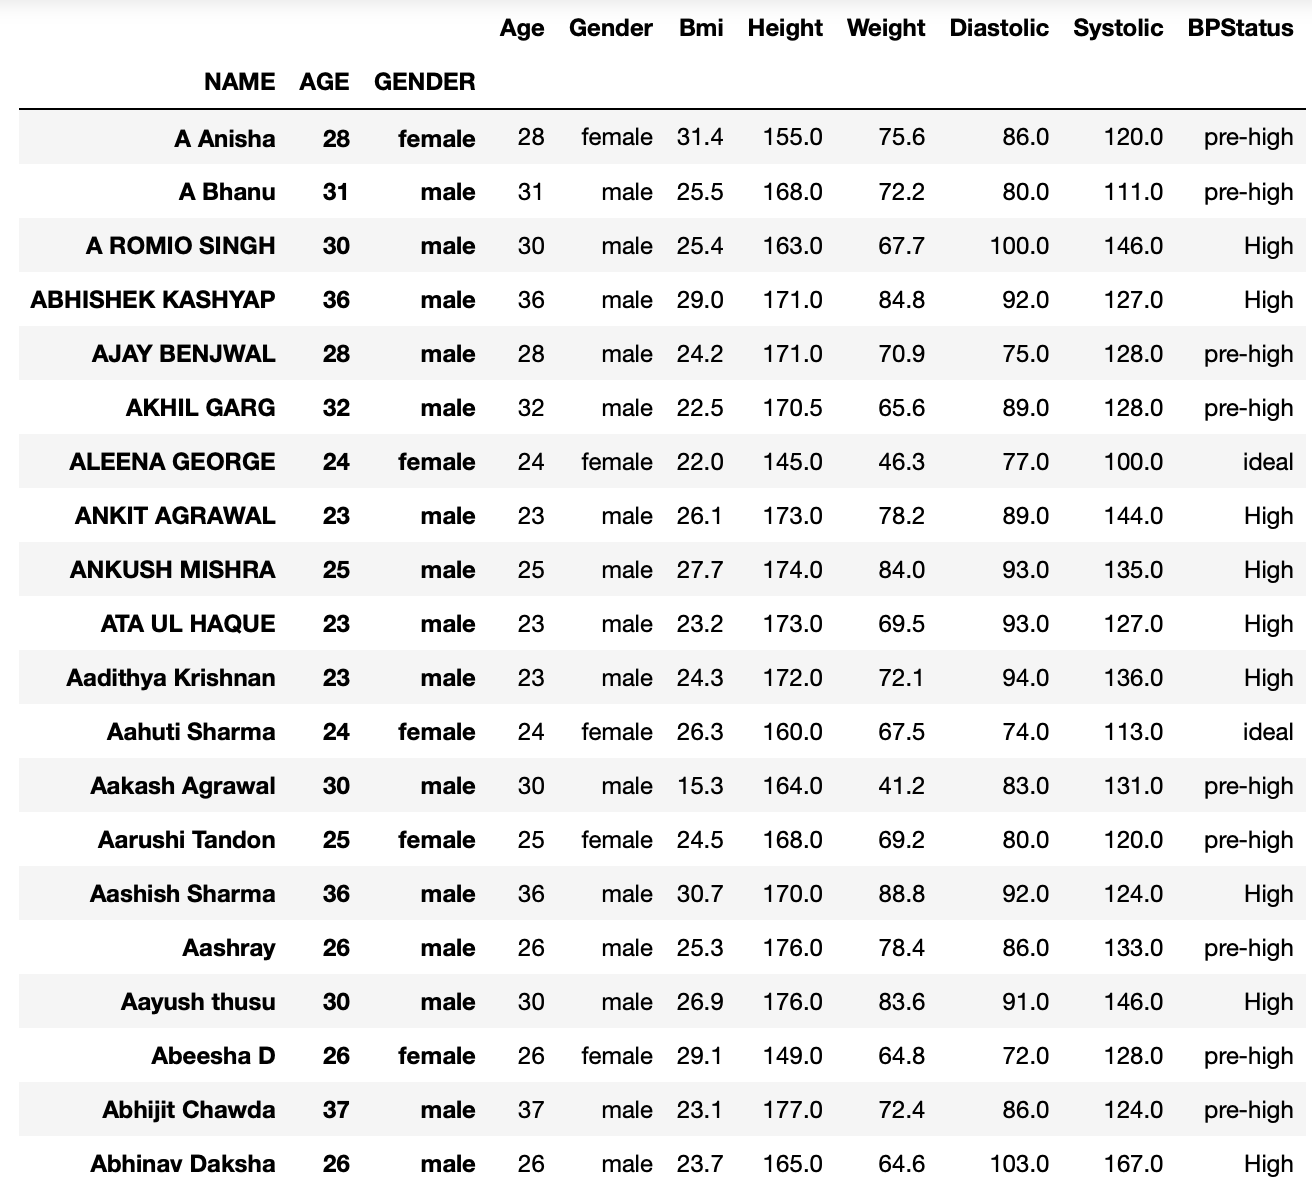 Age Gender Bmi Height Weight Diastolic Systolic BPStatus
NAME AGE GENDER
A Anisha 28 female 28 female 31.4 155.0 75.6 86.0 120.0 pre-high
A Bhanu 31 male 31 male 25.5 168.0 72.2 80.0 111.0 pre-high
A ROMIO SINGH 30 male 30 male 25.4 163.0 67.7 100.0 146.0 High
ABHISHEK KASHYAP 36 male 36 male 29.0 171.0 84.8 92.0 127.0 High
AJAY BENJWAL 28 male 28 male 24.2 171.0 70.9 75.0 128.0 pre-high
AKHIL GARG 32 male 32 male 22.5 170.5 65.6 89.0 128.0 pre-high
ALEENA GEORGE 24 female 24 female 22.0 145.0 46.3 77.0 100.0 ideal
ANKIT AGRAWAL 23 male 23 male 26.1 173.0 78.2 89.0 144.0 High
ANKUSH MISHRA 25 male 25 male 27.7 174.0 84.0 93.0 135.0 High
ATA UL HAQUE 23 male 23 male 23.2 173.0 69.5 93.0 127.0 High
Aadithya Krishnan 23 male 23 male 24.3 172.0 72.1 94.0 136.0 High
Aahuti Sharma 24 female 24 female 26.3 160.0 67.5 74.0 113.0 ideal
Aakash Agrawal 30 male 30 male 15.3 164.0 41.2 83.0 131.0 pre-high
Aarushi Tandon 25 female 25 female 24.5 168.0 69.2 80.0 120.0 pre-high
Aashish Sharma 36 male 36 male 30.7 170.0 88.8 92.0 124.0 High
Aashray 26 male 26 male 25.3 176.0 78.4 86.0 133.0 pre-high
Aayush thusu 30 male 30 male 26.9 176.0 83.6 91.0 146.0 High
Abeesha D 26 female 26 female 29.1 149.0 64.8 72.0 128.0 pre-high
Abhijit Chawda 37 male 37 male 23.1 177.0 72.4 86.0 124.0 pre-high
Abhinav Daksha 26 male 26 male 23.7 165.0 64.6 103.0 167.0 High